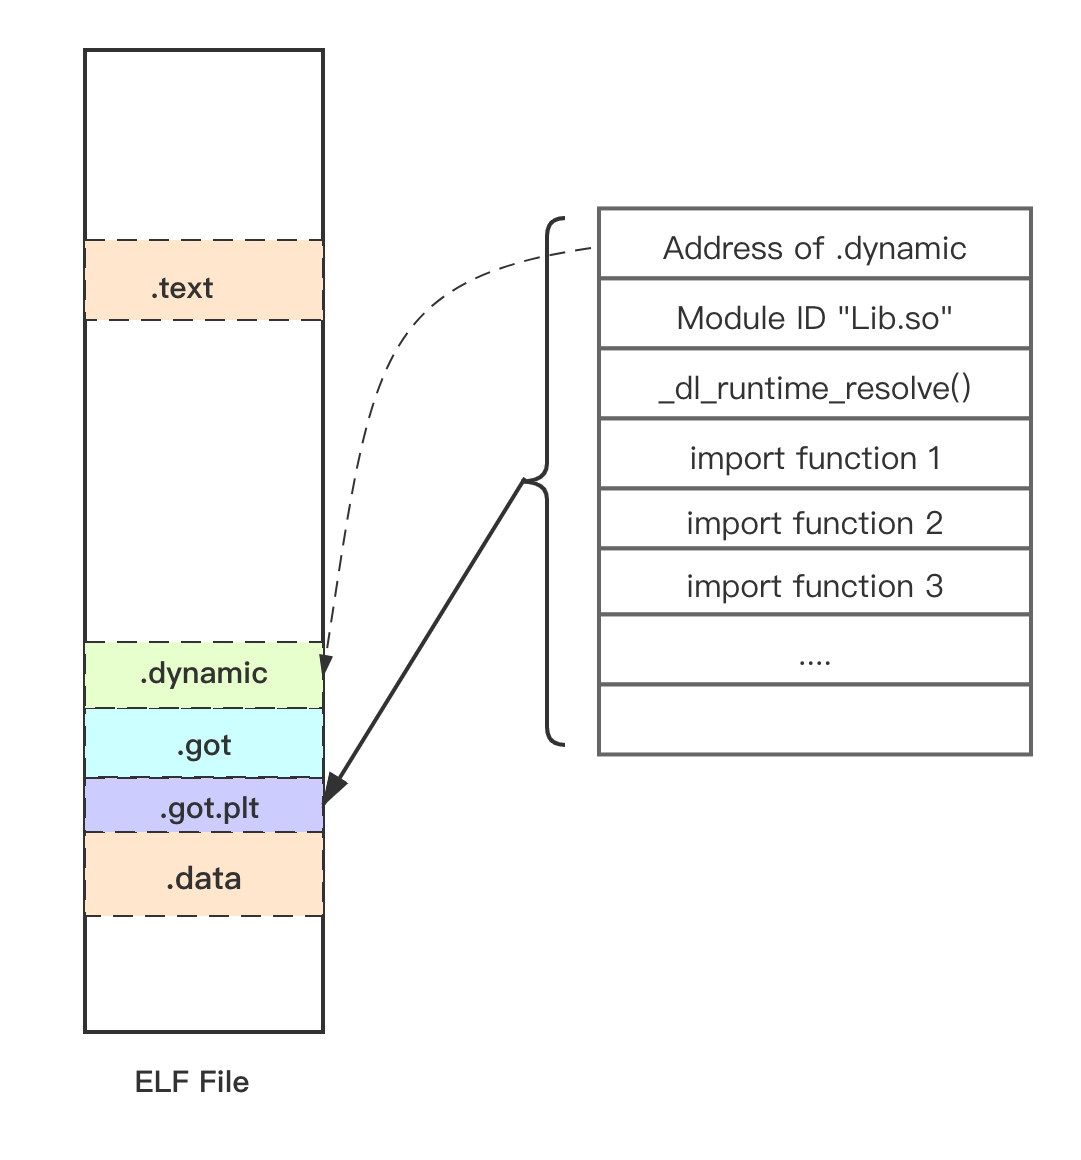 .text
.dynamic
.got
.got.plt
.data
ELF File
Address of .dynamic
Module ID "Lib.so"
_dl_runtime_resolve()
import function 1
import function 2
import function 3
....